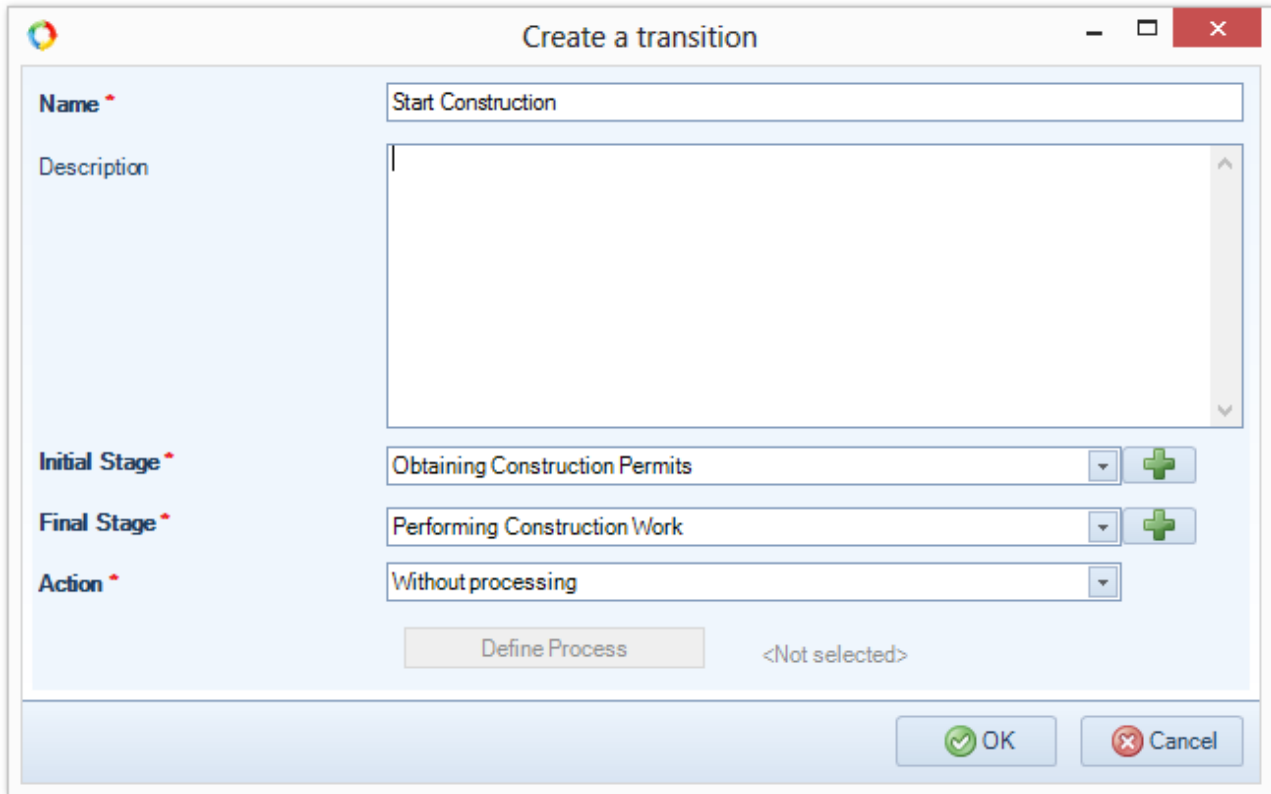 Create a transition
Name *
Start Construction
Description
Initial Stage *
Obtaining Construction Permits
Final Stage *
Performing Construction Work
Action *
Without processing
Define Process
<Not selected>
OK
Cancel